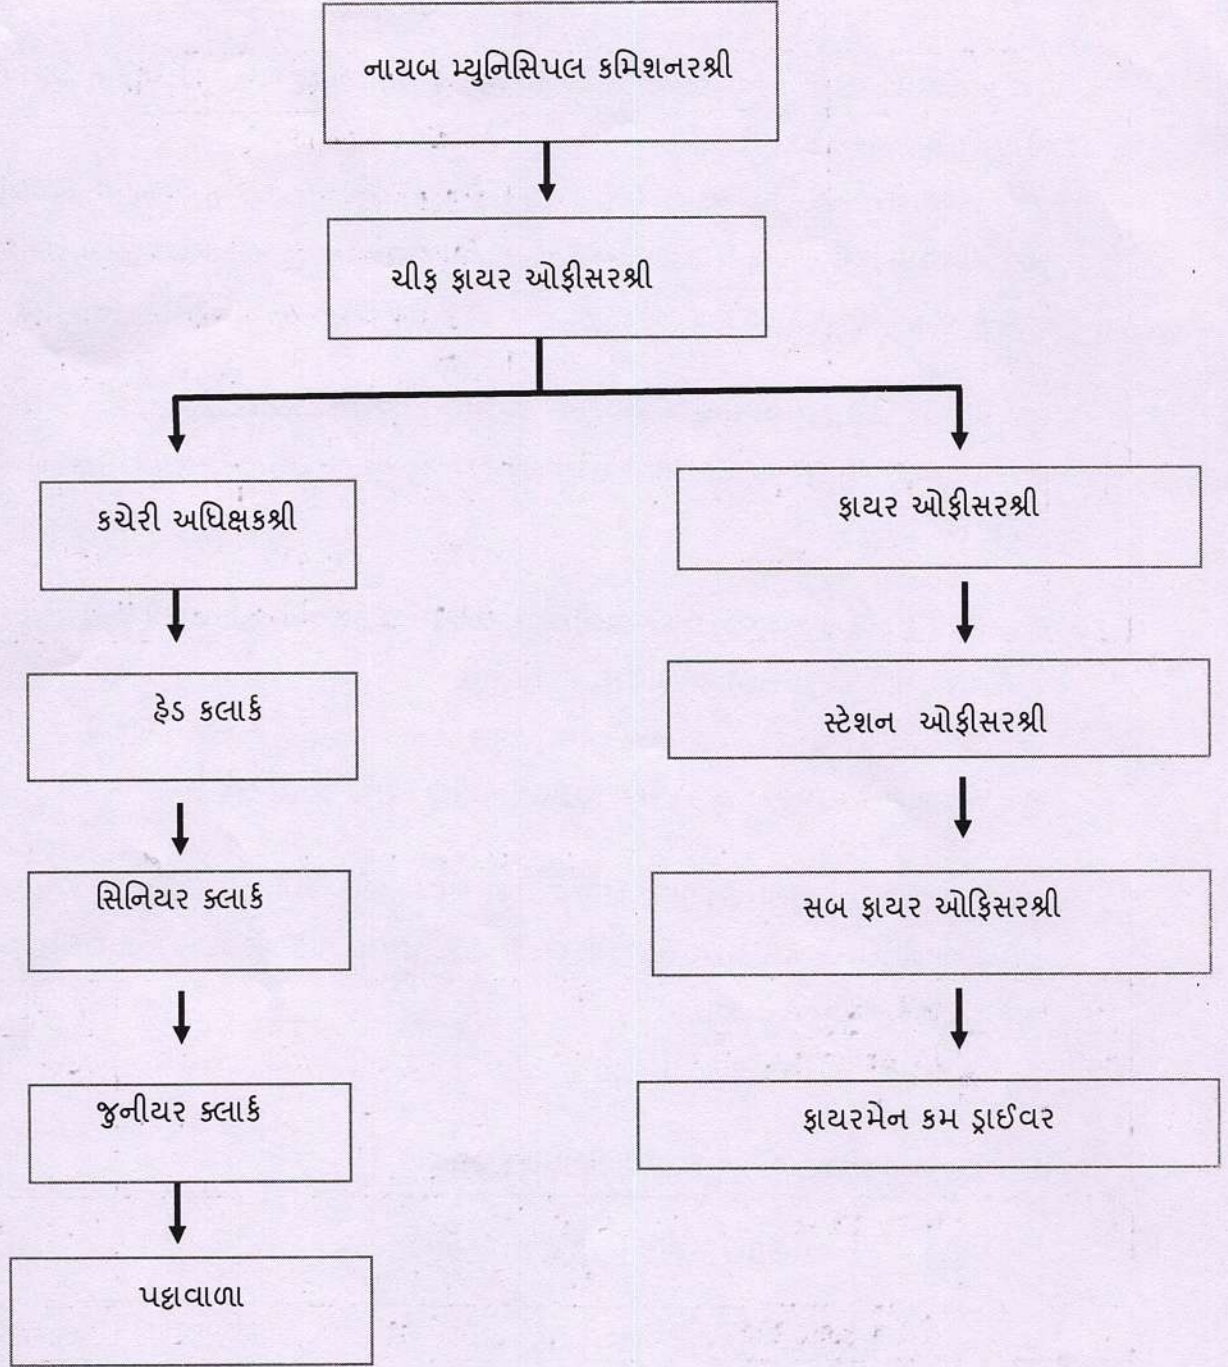 નાયબ મ્યુનિસિપલ કમિશનરશ્રી
ચીફ ફાયર ઓફીસરશ્રી
કચેરી અધિક્ષકશ્રી
ફાયર ઓફીસરશ્રી
હેડ કલાર્ક
સ્ટેશન ઓફીસરશ્રી
સિનિયર ક્લાર્ક
સબ ફાયર ઓફિસરશ્રી
જુનીયર ક્લાર્ક
ફાયરમેન કમ ડ્રાઈવર
પટ્ટાવાળા